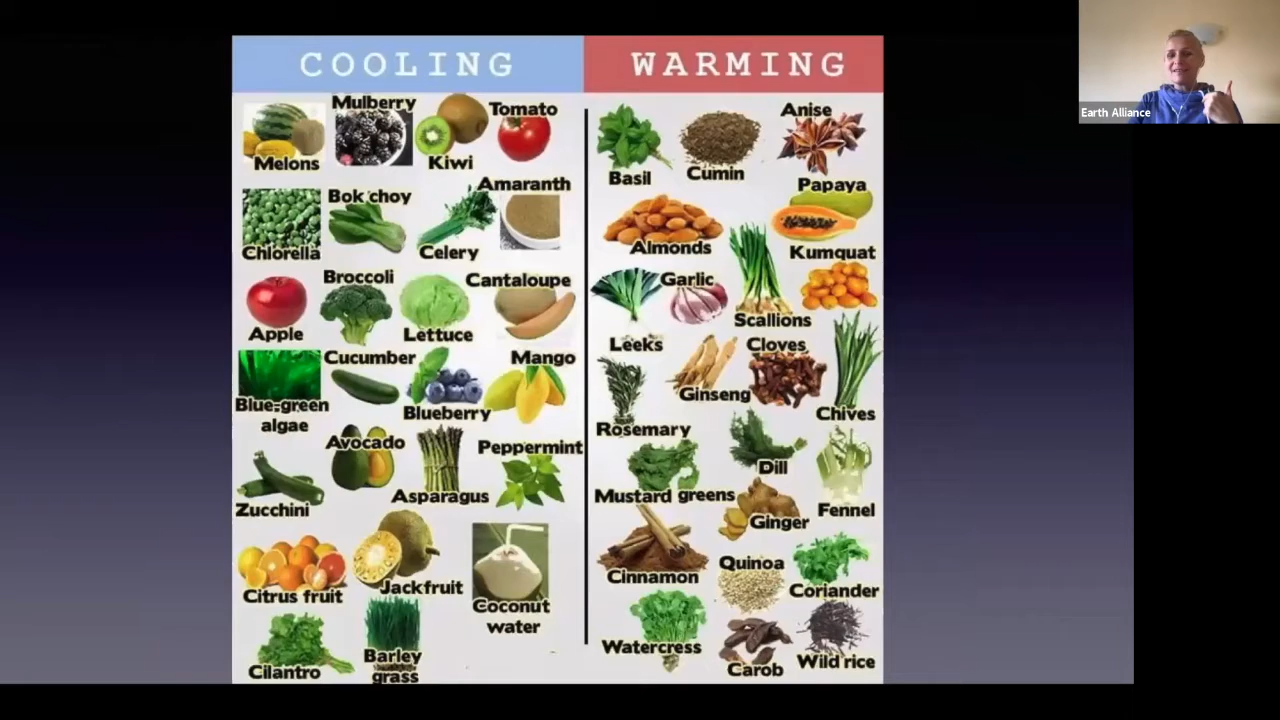 COOLING
WARMING
Earth Alliance
Mulberry
Tomato
Melons
Kiwi
Amaranth
Bok choy
Chlorella
Celery
Broccoli
Cantaloupe
Apple
Lettuce
Cucumber
Mango
Blue-green
algae
Blueberry
Avocado
Peppermint
Zucchini
Asparagus
Citrus fruit
Jackfruit
Coconut
water
Cilantro
Barley
grass
Anise
Basil
Cumin
Papaya
Almonds
Kumquat
Garlic
Scallions
Leeks
Cloves
Ginseng
Chives
Rosemary
Dill
Mustard greens
Fennel
Ginger
Cinnamon
Quinoa
Coriander
Watercress
Carob
Wild rice